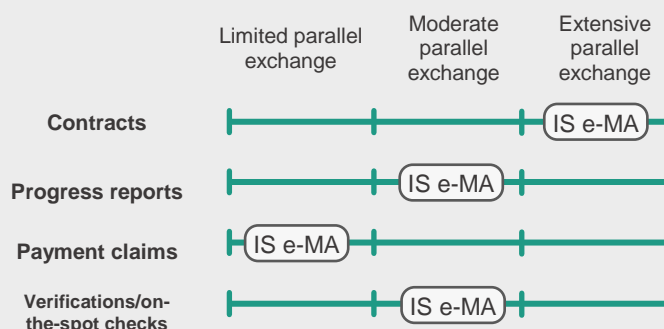 Limited parallel
exchange
Moderate
parallel
exchange
Extensive
parallel
exchange
Contracts
IS e-MA
Progress reports
IS e-MA
Payment claims
IS e-MA
Verifications/on-
the-spot checks
IS e-MA